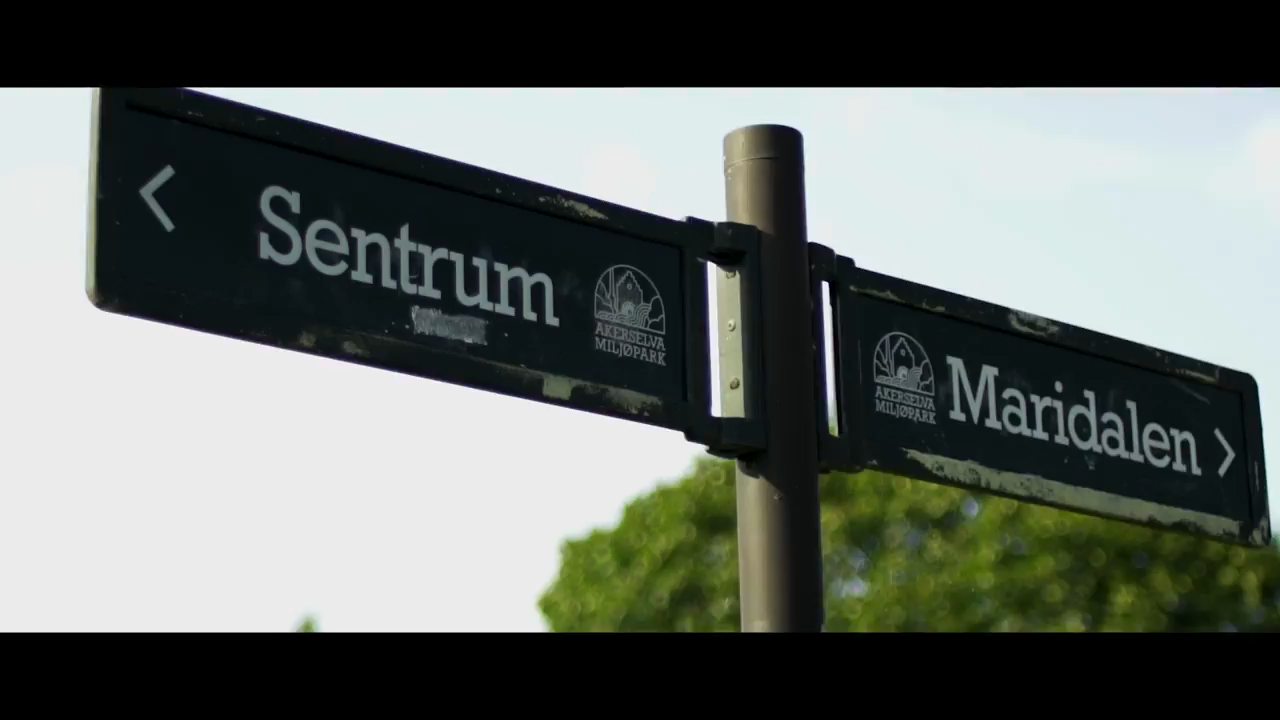 < Sentrum
AKERSELVA
MILJØPARK
AKERSELVA
MILJØPARK
Maridalen >